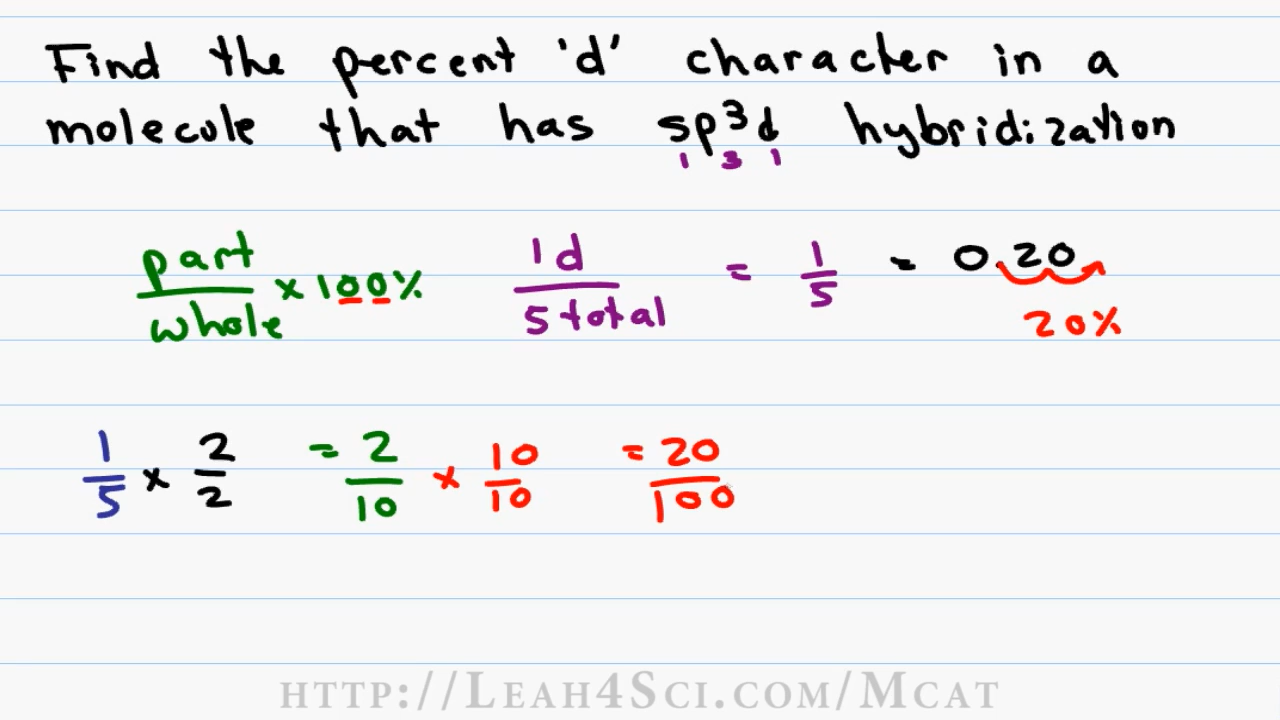 Find the percent 'd' character in a
molecule that has sp³d hybridization
1 3 1
part/whole × 100% 1d/5 total = 1/5 = 0.20
20%
1/5 × 2/2 = 2/10 × 10/10 = 20/100
HTTP://LEAH4SCI.COM/MCAT